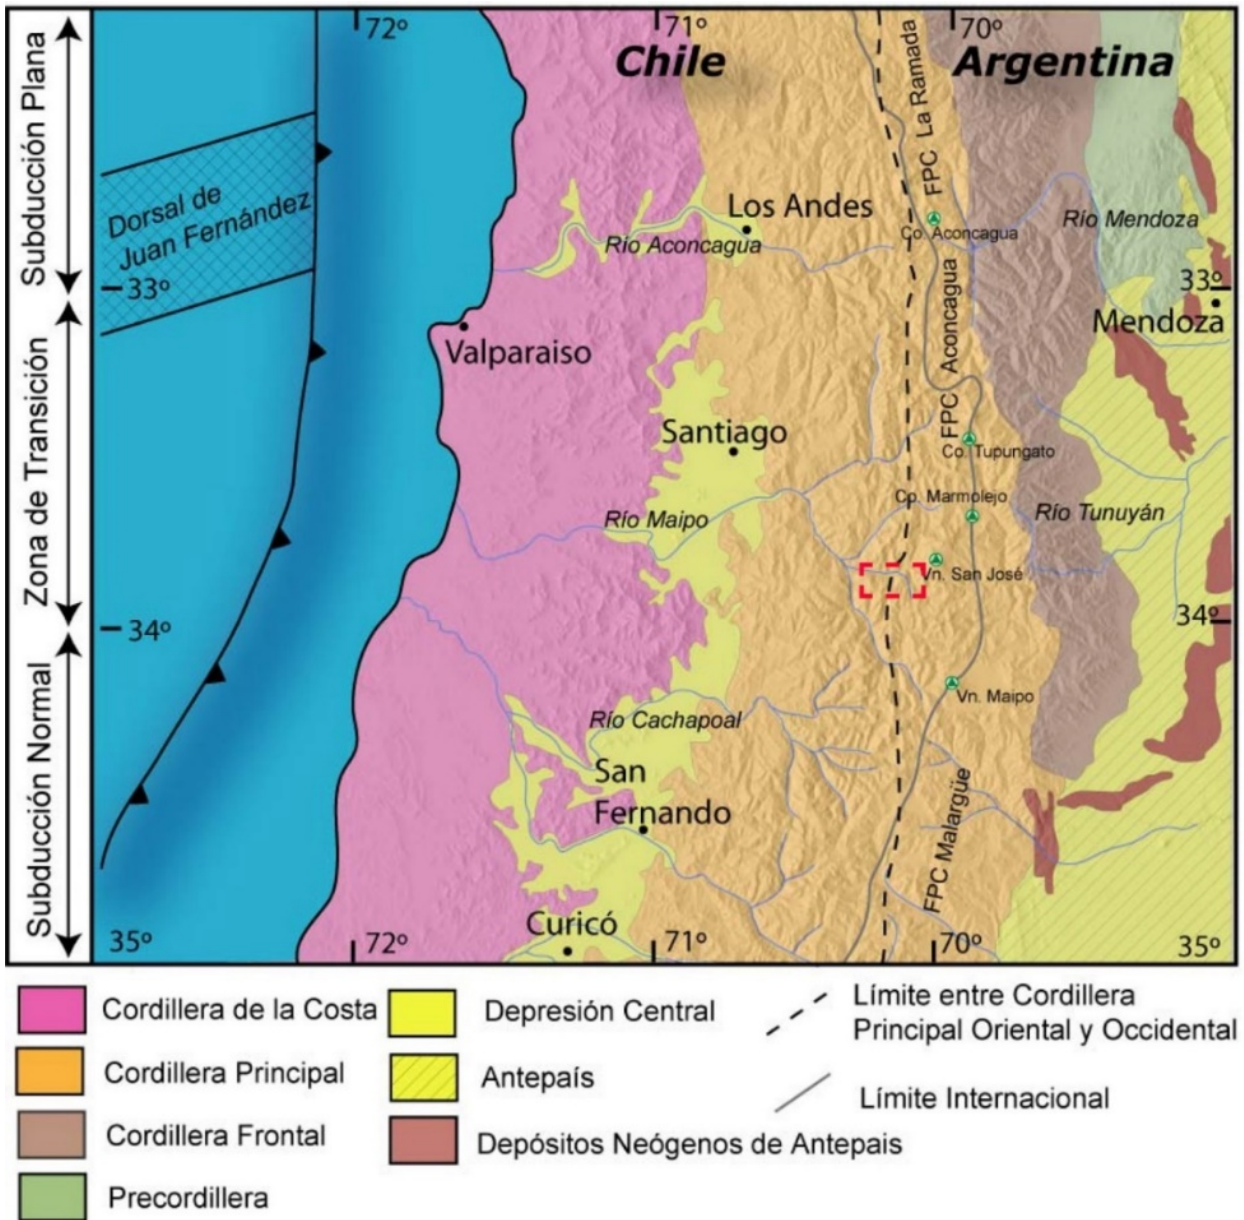 72º
71º
70º
Chile
Argentina
Subducción Plana
Zona de Transición
Subducción Normal
Dorsal de
Juan Fernández
FPC La Ramada
Los Andes
Río Aconcagua
Co. Aconcagua
Río Mendoza
33º
33º
Mendoza
Valparaiso
FPC Aconcagua
Santiago
Co. Tupungato
Co. Marmolejo
Río Maipo
Río Tunuyán
Vn. San José
34º
34º
Vn. Maipo
Río Cachapoal
San
Fernando
FPC Malargüe
Curicó
35º
72º
71º
70º
35º
Cordillera de la Costa
Cordillera Principal
Cordillera Frontal
Precordillera
Depresión Central
Antepaís
Depósitos Neógenos de Antepais
Límite entre Cordillera
Principal Oriental y Occidental
Límite Internacional